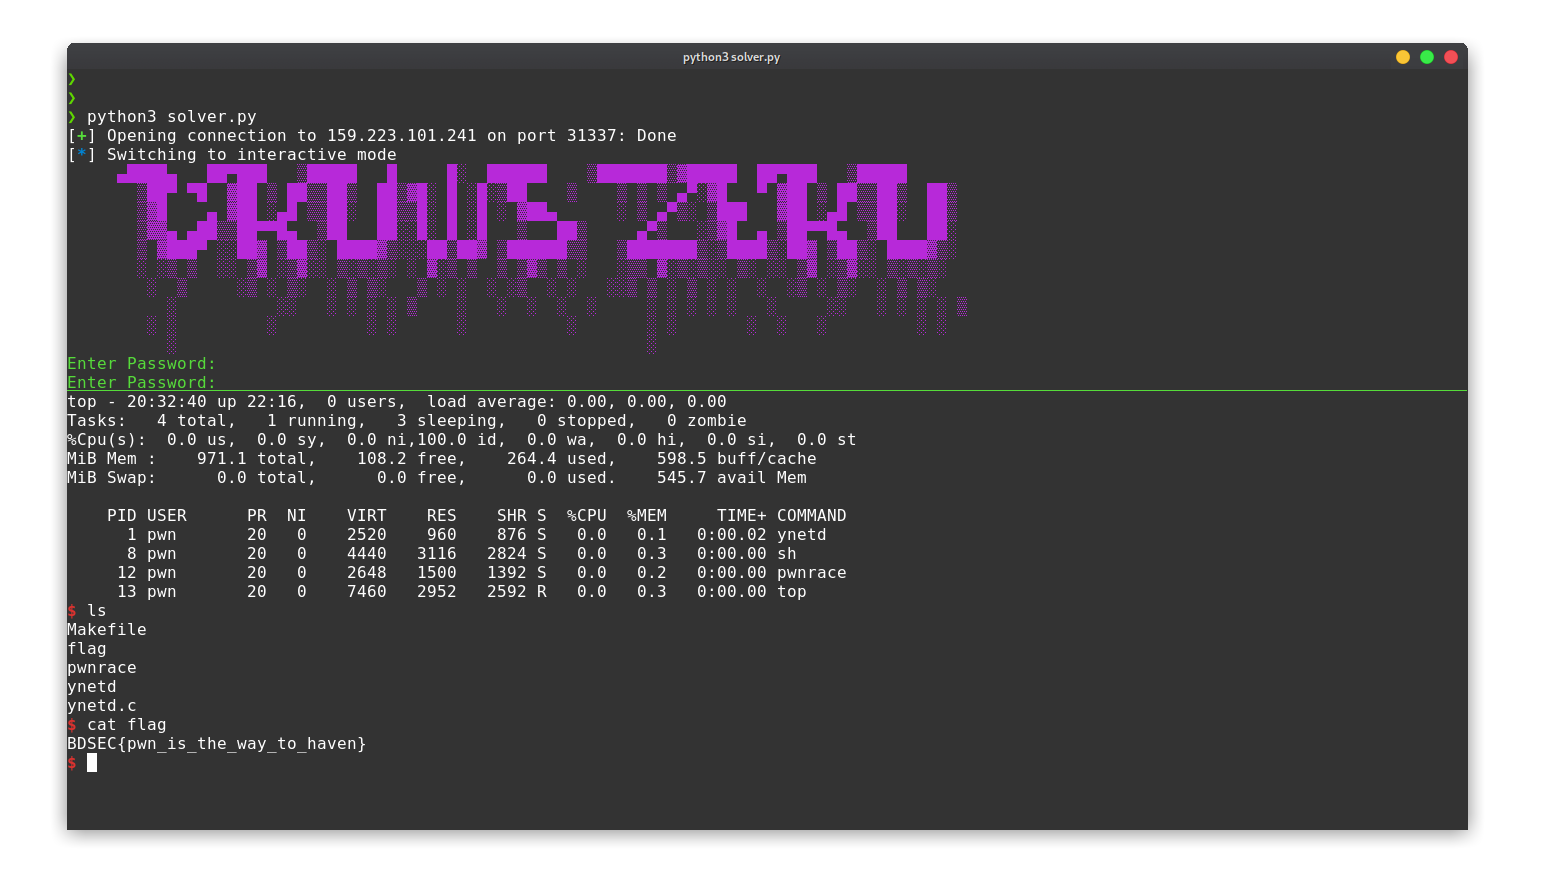 python3 solver.py
❯
❯
❯ python3 solver.py
[+] Opening connection to 159.223.101.241 on port 31337: Done
[*] Switching to interactive mode
Enter Password:
Enter Password:
top - 20:32:40 up 22:16,  0 users,  load average: 0.00, 0.00, 0.00
Tasks:   4 total,   1 running,   3 sleeping,   0 stopped,   0 zombie
%Cpu(s):  0.0 us,  0.0 sy,  0.0 ni,100.0 id,  0.0 wa,  0.0 hi,  0.0 si,  0.0 st
MiB Mem :    971.1 total,    108.2 free,    264.4 used,    598.5 buff/cache
MiB Swap:      0.0 total,      0.0 free,      0.0 used.    545.7 avail Mem
PID USER      PR  NI    VIRT    RES    SHR S  %CPU  %MEM     TIME+ COMMAND
1 pwn       20   0    2520    960    876 S   0.0   0.1   0:00.02 ynetd
8 pwn       20   0    4440   3116   2824 S   0.0   0.3   0:00.00 sh
12 pwn       20   0    2648   1500   1392 S   0.0   0.2   0:00.00 pwnrace
13 pwn       20   0    7460   2952   2592 R   0.0   0.3   0:00.00 top
$ ls
Makefile
flag
pwnrace
ynetd
ynetd.c
$ cat flag
BDSEC{pwn_is_the_way_to_haven}
$